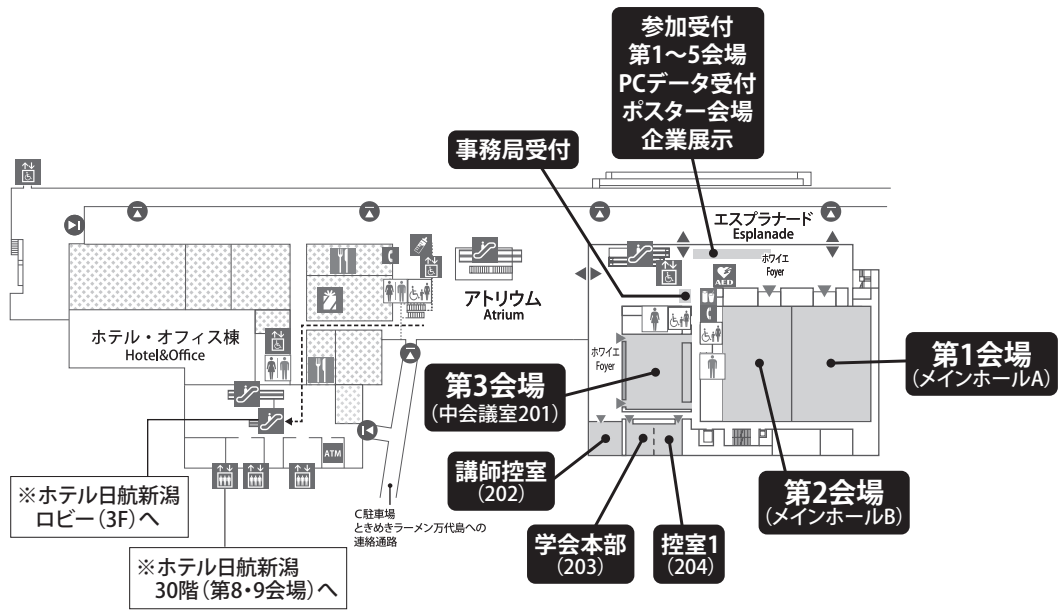 参加受付
第1〜5会場
PCデータ受付
ポスター会場
企業展示
事務局受付
エスプラナード
Esplanade
ホワイエ
Foyer
AED
アトリウム
Atrium
ホテル・オフィス棟
Hotel&Office
ホワイエ
Foyer
第1会場
(メインホールA)
第3会場
(中会議室201)
ATM
講師控室
(202)
第2会場
(メインホールB)
※ホテル日航新潟
ロビー(3F)へ
C駐車場
ときめきラーメン万代島への
連絡通路
学会本部
(203)
控室1
(204)
※ホテル日航新潟
30階(第8・9会場)へ